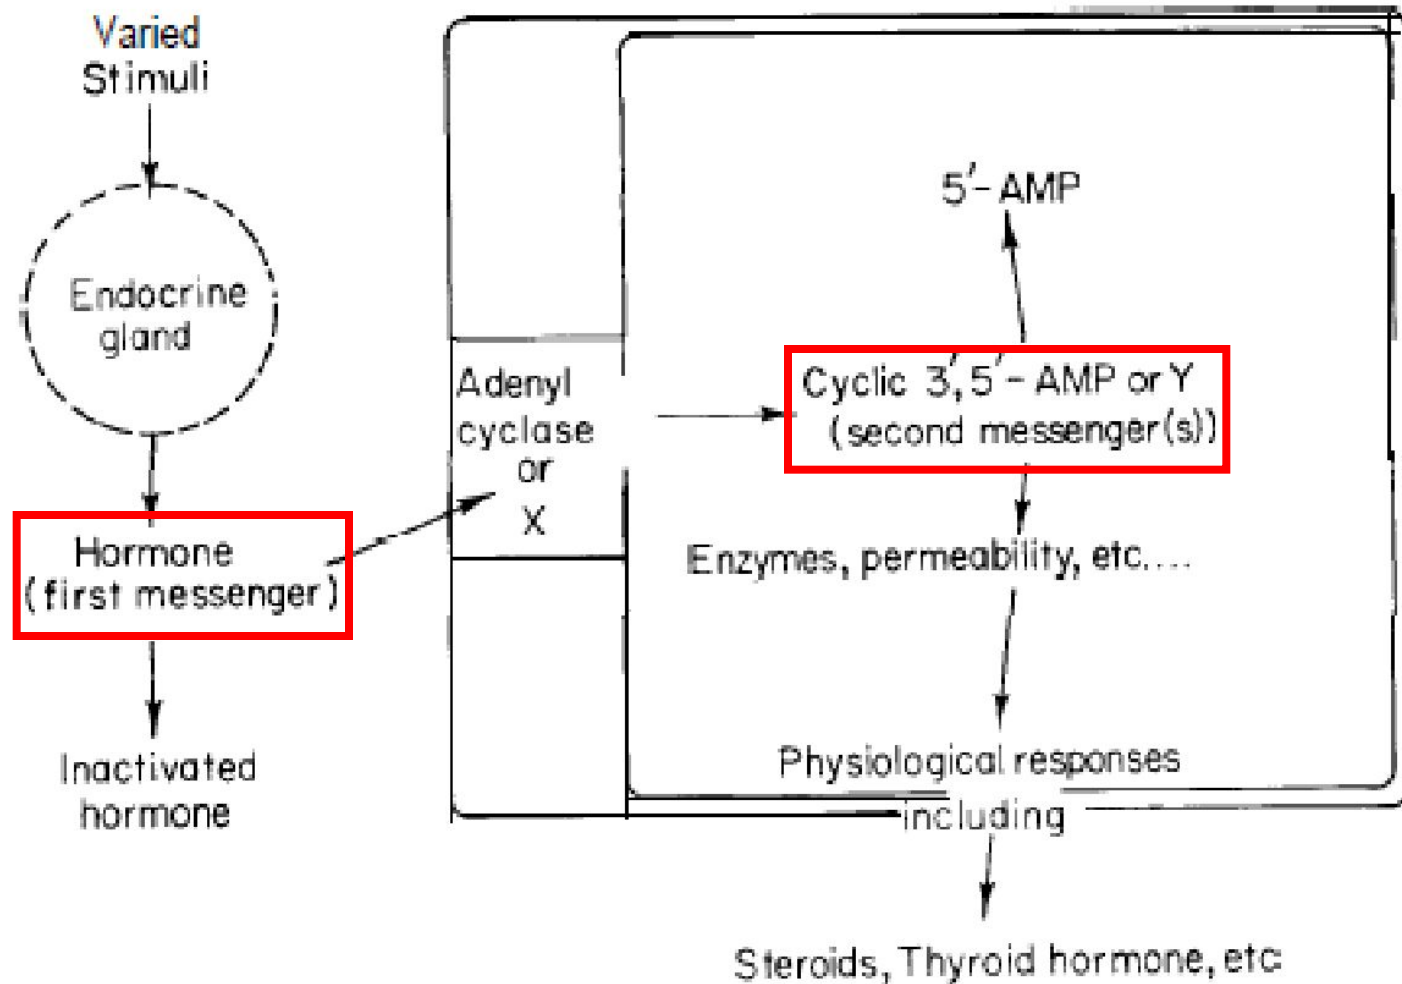 Varied
Stimuli
Endocrine
gland
Hormone
(first messenger)
Inactivated
hormone
Adenyl
cyclase
or
X
5'-AMP
Cyclic 3',5'-AMP or Y
(second messenger(s))
Enzymes, permeability, etc....
Physiological responses
including
Steroids, Thyroid hormone, etc